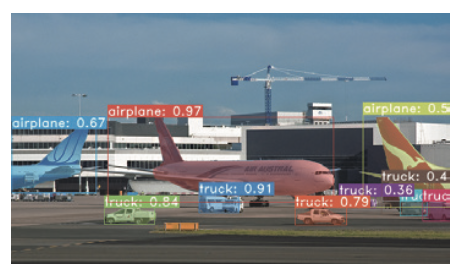 airplane: 0.97
airplane: 0.5
airplane: 0.67
AIR AUSTRAL
truck: 0.4
truck: 0.91
truck: 0.36
truck: 0.84
truck: 0.79
truc